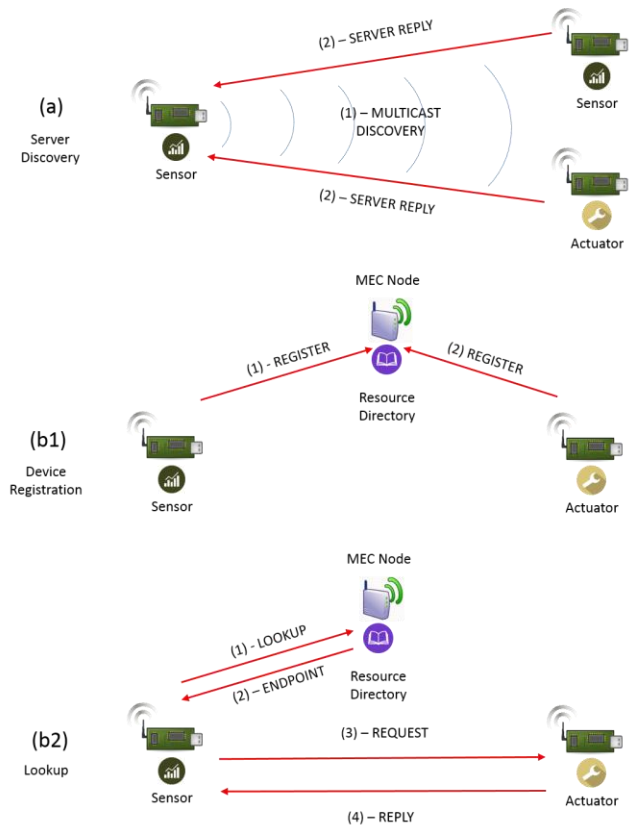 (2) – SERVER REPLY
(a)
Server
Discovery
Sensor
(1) – MULTICAST
DISCOVERY
Sensor
(2) – SERVER REPLY
Actuator
MEC Node
(1) - REGISTER
(2) REGISTER
Resource
Directory
(b1)
Device
Registration
Sensor
Actuator
MEC Node
(1) - LOOKUP
(2) – ENDPOINT
Resource
Directory
(b2)
Lookup
(3) – REQUEST
Sensor
Actuator
(4) – REPLY